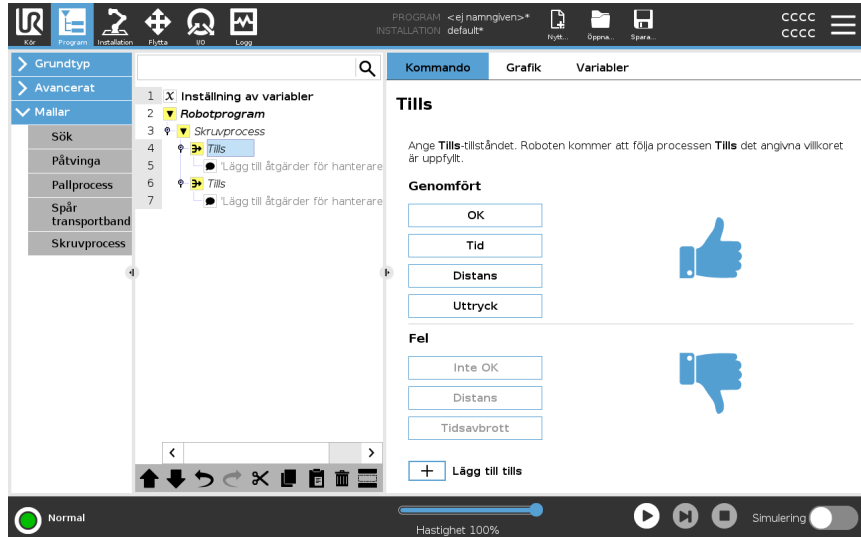 UR
PROGRAM <ej namngiven>*
INSTALLATION default*
cccc
cccc
Kör
Program
Installation
Flytta
I/O
Logg
Nytt...
Öppna...
Spara...
Grundtyp
Avancerat
Mallar
Sök
Påtvinga
Pallprocess
Spår
transportband
Skruvprocess
1 X Inställning av variabler
2 Robotprogram
3 Skruvprocess
4 Tills
5 'Lägg till åtgärder för hanterare
6 Tills
7 'Lägg till åtgärder för hanterare
Kommando
Grafik
Variabler
Tills
Ange Tills-tillståndet. Roboten kommer att följa processen Tills det angivna villkoret
är uppfyllt.
Genomfört
OK
Tid
Distans
Uttryck
Fel
Inte OK
Distans
Tidsavbrott
+ Lägg till tills
Normal
Hastighet 100%
Simulering